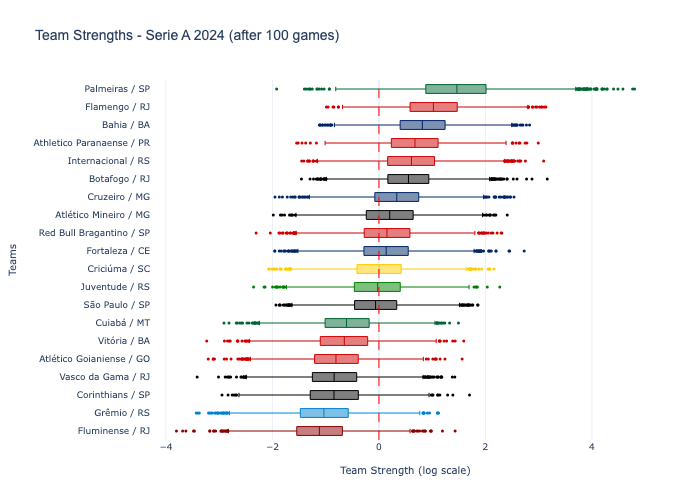 Team Strengths - Serie A 2024 (after 100 games)
Teams
Palmeiras / SP
Flamengo / RJ
Bahia / BA
Athletico Paranaense / PR
Internacional / RS
Botafogo / RJ
Cruzeiro / MG
Atlético Mineiro / MG
Red Bull Bragantino / SP
Fortaleza / CE
Criciúma / SC
Juventude / RS
São Paulo / SP
Cuiabá / MT
Vitória / BA
Atlético Goianiense / GO
Vasco da Gama / RJ
Corinthians / SP
Grêmio / RS
Fluminense / RJ
−4 −2 0 2 4
Team Strength (log scale)